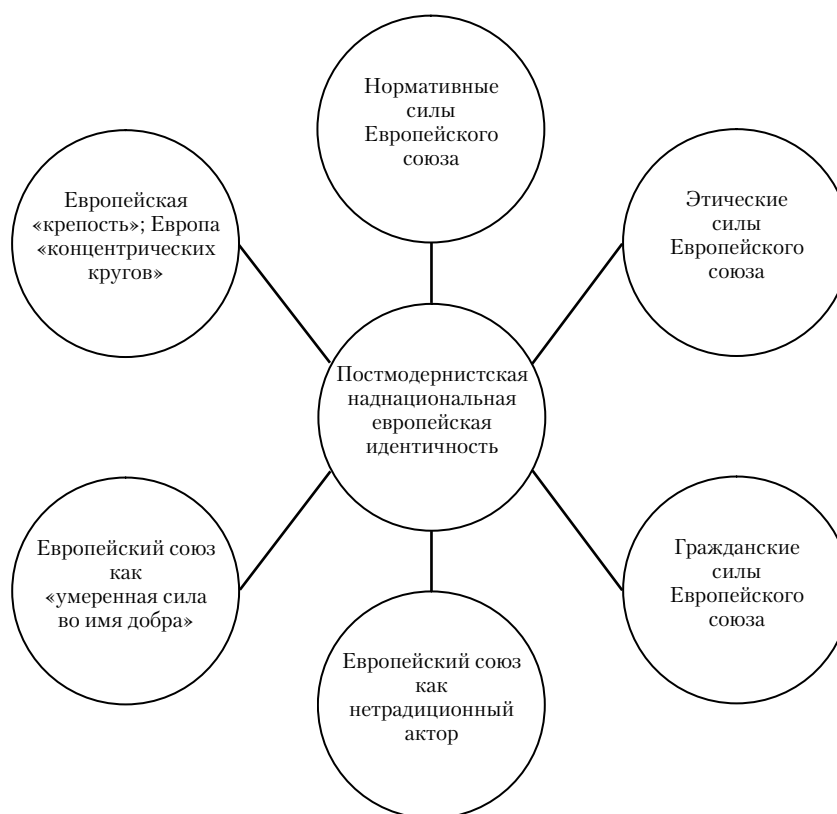 Нормативные
силы
Европейского
союза
Европейская
«крепость»; Европа
«концентрических
кругов»
Этические
силы
Европейского
союза
Постмодернистская
наднациональная
европейская
идентичность
Европейский союз
как
«умеренная сила
во имя добра»
Гражданские
силы
Европейского
союза
Европейский союз
как
нетрадиционный
актор